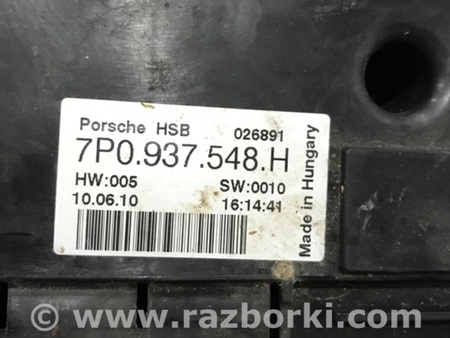 Porsche HSB 026891
7P0.937.548.H
HW:005 SW:0010
10.06.10 16:14:41
Made in Hungary
www.razborki.com